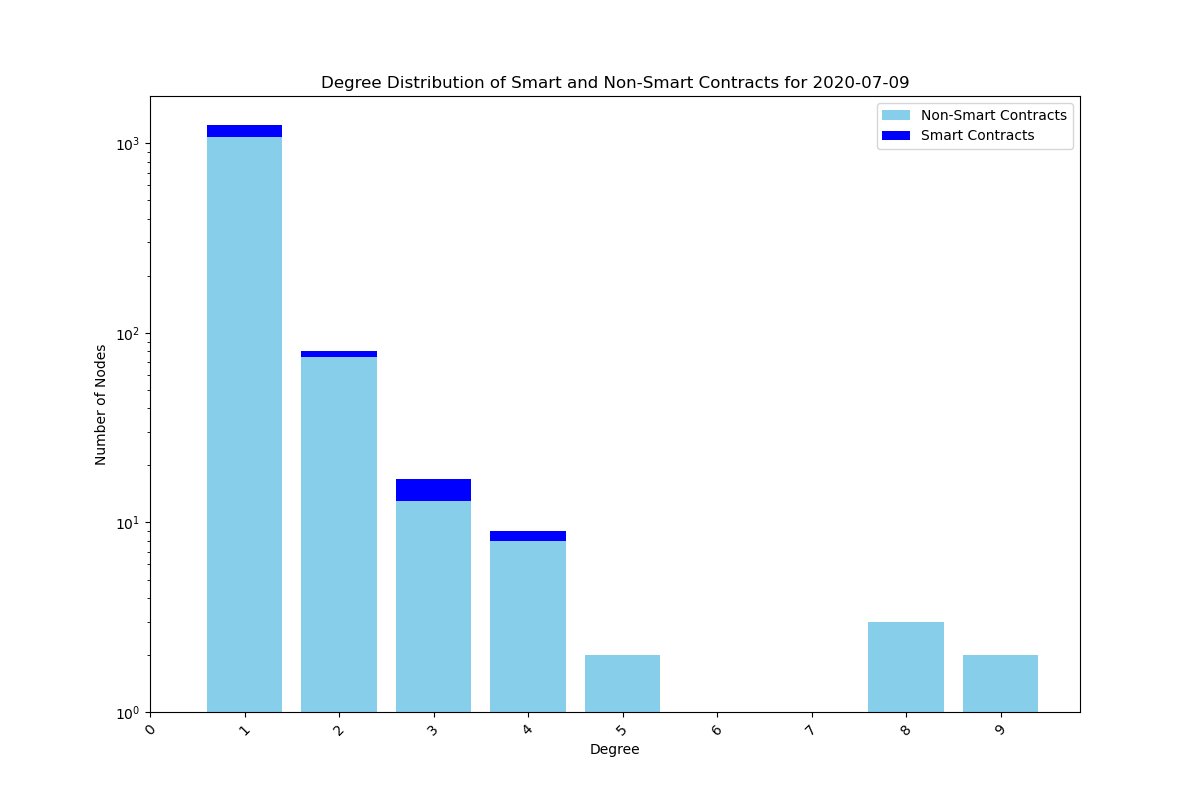 Degree Distribution of Smart and Non-Smart Contracts for 2020-07-09
Non-Smart Contracts
Smart Contracts
Number of Nodes
10³
10²
10¹
10⁰
0 1 2 3 4 5 6 7 8 9
Degree